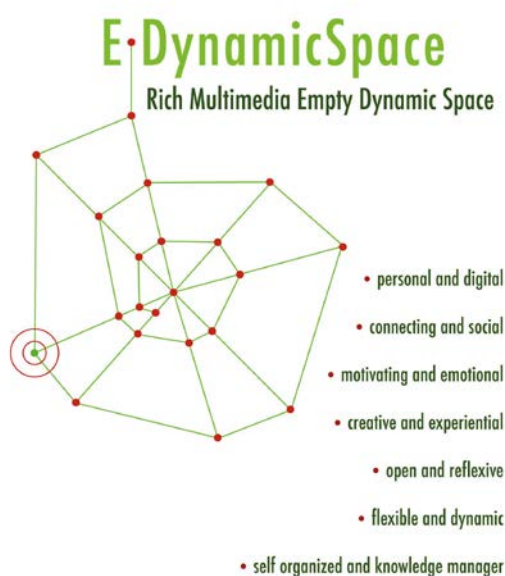 E·DynamicSpace
Rich Multimedia Empty Dynamic Space
• personal and digital
• connecting and social
• motivating and emotional
• creative and experiential
• open and reflexive
• flexible and dynamic
• self organized and knowledge manager